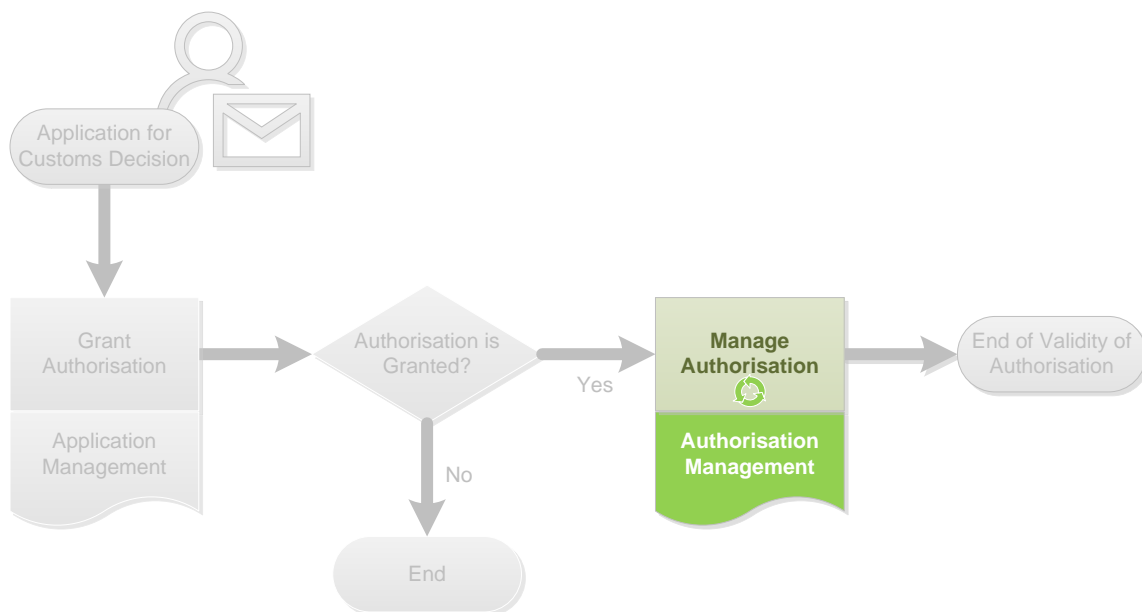 Application for
Customs Decision
Grant
Authorisation
Application
Management
Authorisation is
Granted?
Yes
No
End
Manage
Authorisation
Authorisation
Management
End of Validity of
Authorisation